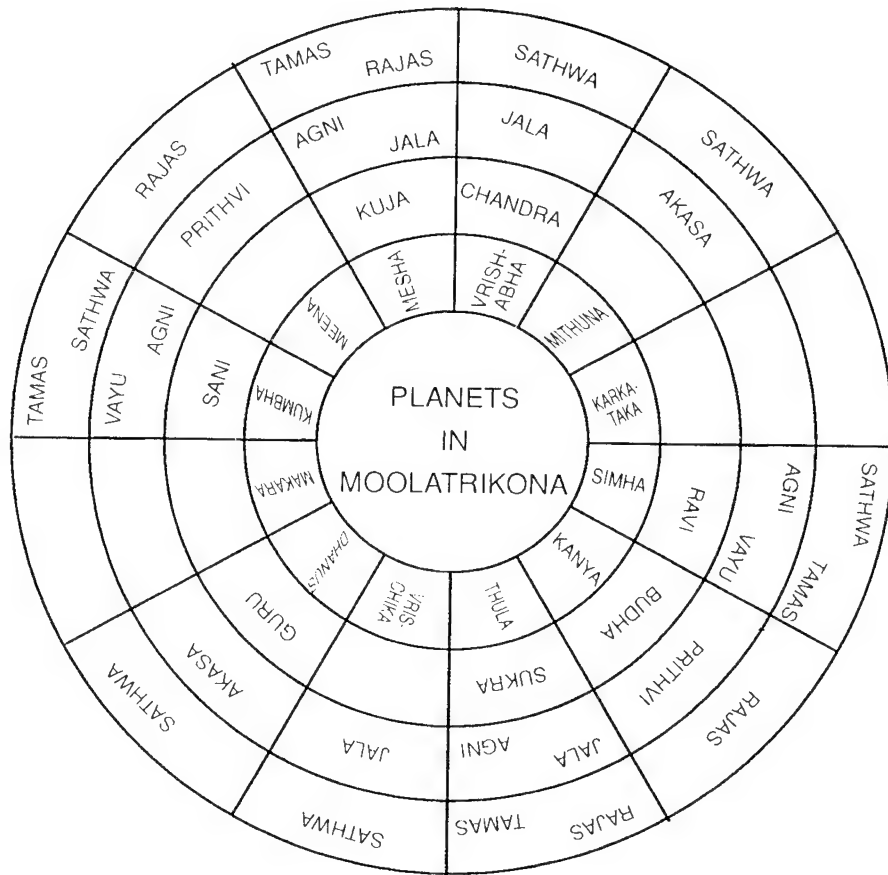 PLANETS
IN
MOOLATRIKONA
MESHA
KUJA
AGNI JALA
TAMAS RAJAS
VRISH-
ABHA
CHANDRA
JALA
SATHWA
MITHUNA
AKASA
SATHWA
KARKA-
TAKA
SIMHA
RAVI
AGNI VAYU
SATHWA TAMAS
KANYA
BUDHA
PRITHVI
RAJAS
THULA
SUKRA
JALA AGNI
RAJAS TAMAS
VRIS-
CHIKA
JALA
SATHWA
DHANUS
GURU
AKASA
SATHWA
MAKARA
KUMBHA
SANI
VAYU AGNI
TAMAS SATHWA
MEENA
PRITHVI
RAJAS